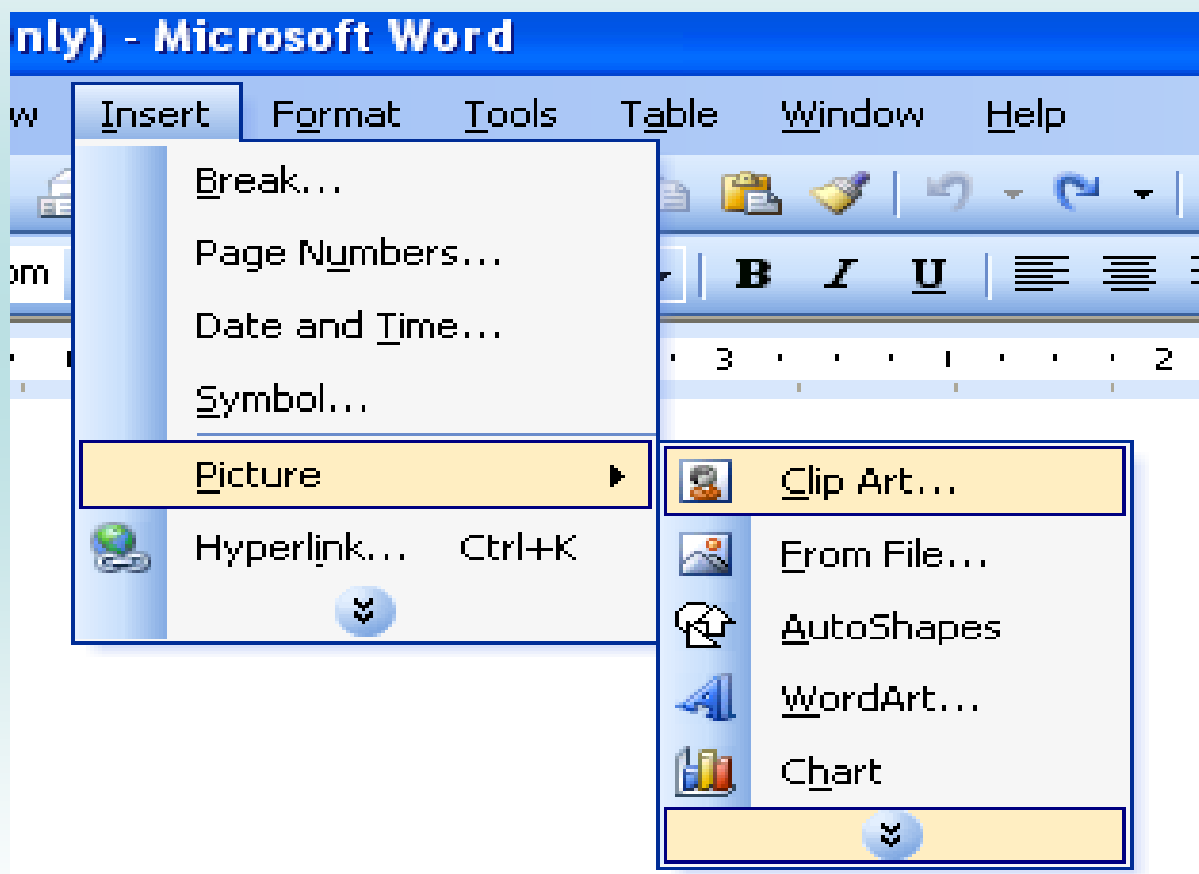 nly) - Microsoft Word
w Insert Format Tools Table Window Help
Break...
Page Numbers...
B I U
om
Date and Time...
3 1 2
Symbol...
Picture
Clip Art...
Hyperlink... Ctrl+K
From File...
AutoShapes
WordArt...
Chart